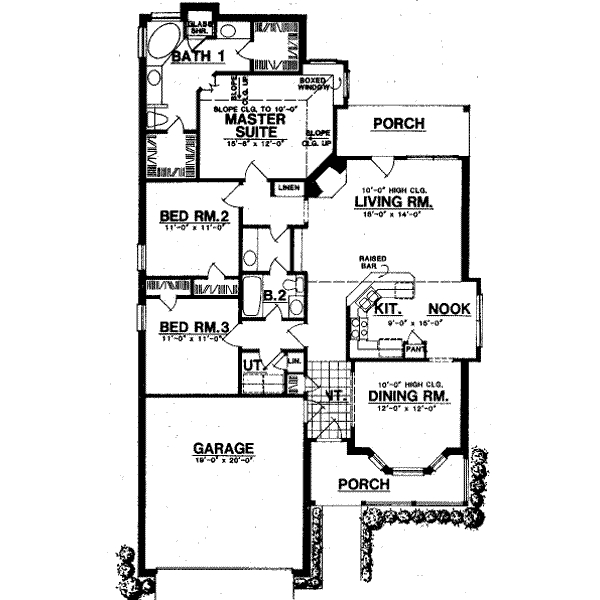 GLASS
SHR.
BATH 1
SLOPE
CLG. UP
BOXED
WINDOW
SLOPE CLG. TO 10'-0"
MASTER
SUITE
15'-8" x 12'-0"
SLOPE
CLG. UP
PORCH
LINEN
10'-0" HIGH CLG.
LIVING RM.
16'-0" x 14'-0"
BED RM.2
11'-0" x 11'-0"
RAISED
BAR
B.2
KIT.
NOOK
9'-0" x 15'-0"
BED RM.3
11'-0" x 11'-0"
PANT.
UT.
LIN.
10'-0" HIGH CLG.
DINING RM.
12'-0" x 12'-0"
NT.
GARAGE
19'-0" x 20'-0"
PORCH